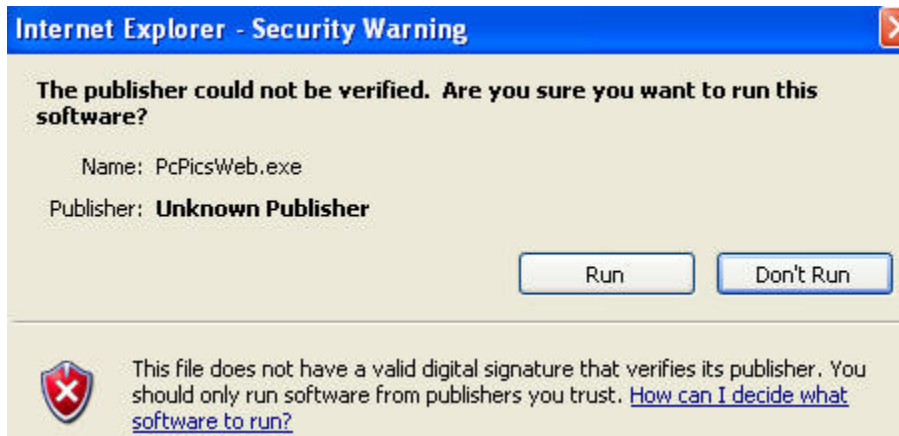 Internet Explorer - Security Warning
The publisher could not be verified. Are you sure you want to run this
software?
Name: PcPicsWeb.exe
Publisher: Unknown Publisher
Run Don't Run
This file does not have a valid digital signature that verifies its publisher. You
should only run software from publishers you trust. How can I decide what
software to run?